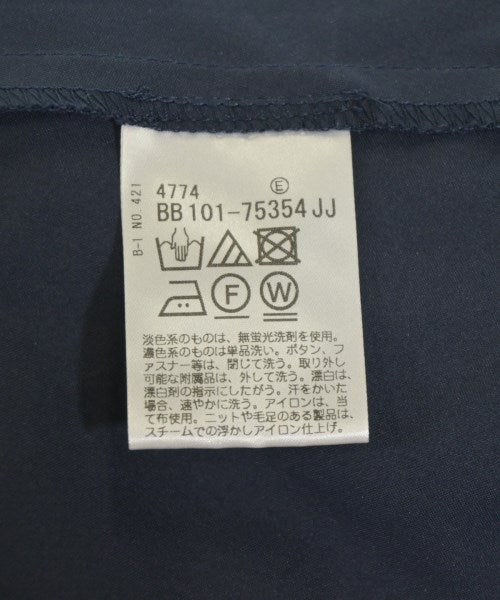 B-1 NO. 421
4774 E
BB101-75354JJ
F W
淡色系のものは、無蛍光洗剤を使用。
濃色系のものは単品洗い。ボタン、フ
ァスナー等は、閉じて洗う。取り外し
可能な附属品は、外して洗う。漂白は、
漂白剤の指示にしたがう。汗をかいた
場合、速やかに洗う。アイロンは、当
て布使用。ニットや毛足のある製品は、
スチームでの浮かしアイロン仕上げ。